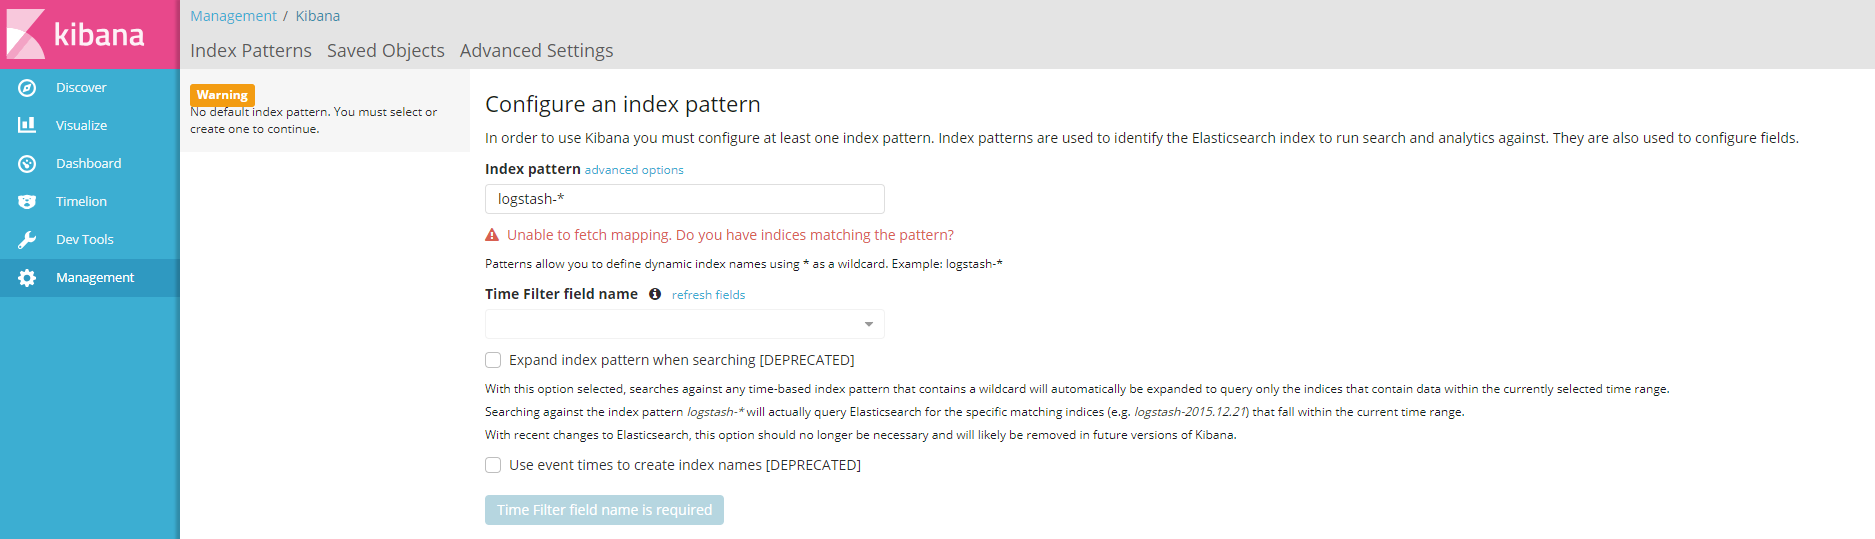 kibana
Discover
Visualize
Dashboard
Timelion
Dev Tools
Management
Management / Kibana
Index Patterns Saved Objects Advanced Settings
Warning
No default index pattern. You must select or
create one to continue.
Configure an index pattern
In order to use Kibana you must configure at least one index pattern. Index patterns are used to identify the Elasticsearch index to run search and analytics against. They are also used to configure fields.
Index pattern advanced options
logstash-*
Unable to fetch mapping. Do you have indices matching the pattern?
Patterns allow you to define dynamic index names using * as a wildcard. Example: logstash-*
Time Filter field name refresh fields
Expand index pattern when searching [DEPRECATED]
With this option selected, searches against any time-based index pattern that contains a wildcard will automatically be expanded to query only the indices that contain data within the currently selected time range.
Searching against the index pattern logstash-* will actually query Elasticsearch for the specific matching indices (e.g. logstash-2015.12.21) that fall within the current time range.
With recent changes to Elasticsearch, this option should no longer be necessary and will likely be removed in future versions of Kibana.
Use event times to create index names [DEPRECATED]
Time Filter field name is required